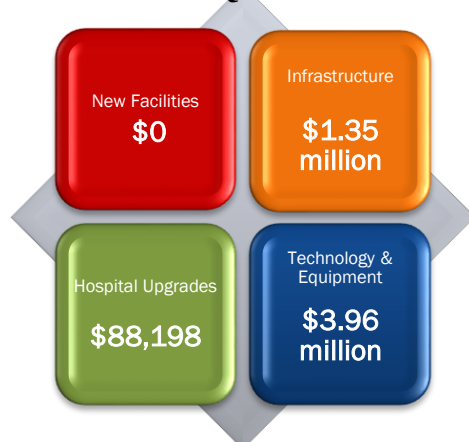 New Facilities
$0
Infrastructure
$1.35
million
Hospital Upgrades
$88,198
Technology &
Equipment
$3.96
million